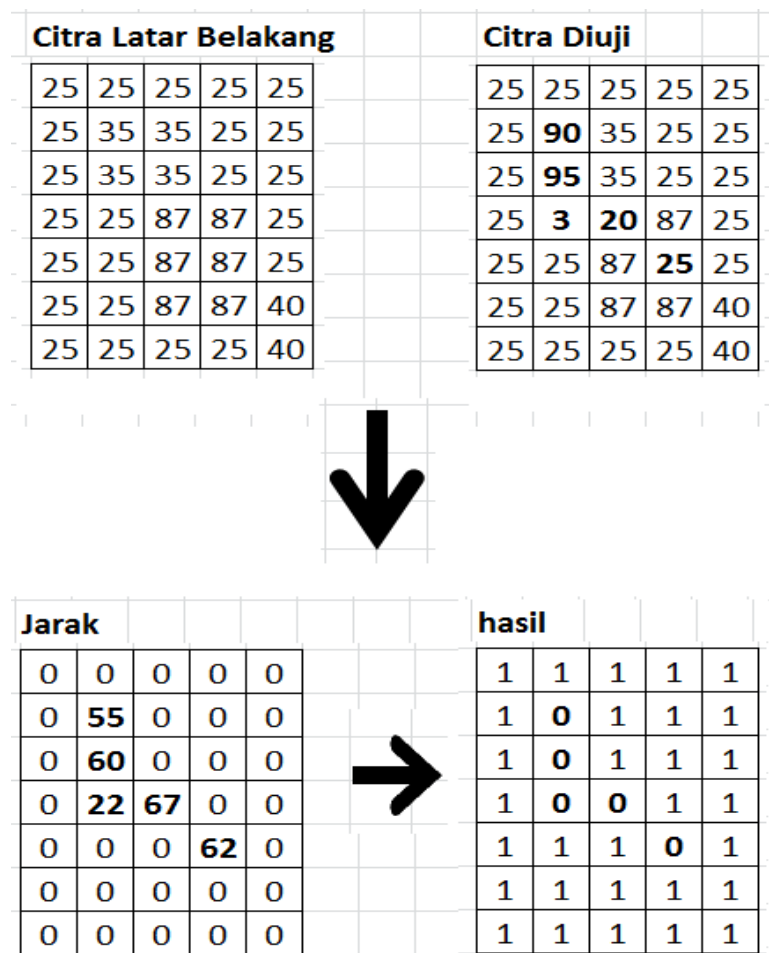 Citra Latar Belakang
25 25 25 25 25
25 35 35 25 25
25 35 35 25 25
25 25 87 87 25
25 25 87 87 25
25 25 87 87 40
25 25 25 25 40
Citra Diuji
25 25 25 25 25
25 90 35 25 25
25 95 35 25 25
25 3 20 87 25
25 25 87 25 25
25 25 87 87 40
25 25 25 25 40
Jarak
0 0 0 0 0
0 55 0 0 0
0 60 0 0 0
0 22 67 0 0
0 0 0 62 0
0 0 0 0 0
0 0 0 0 0
hasil
1 1 1 1 1
1 0 1 1 1
1 0 1 1 1
1 0 0 1 1
1 1 1 0 1
1 1 1 1 1
1 1 1 1 1